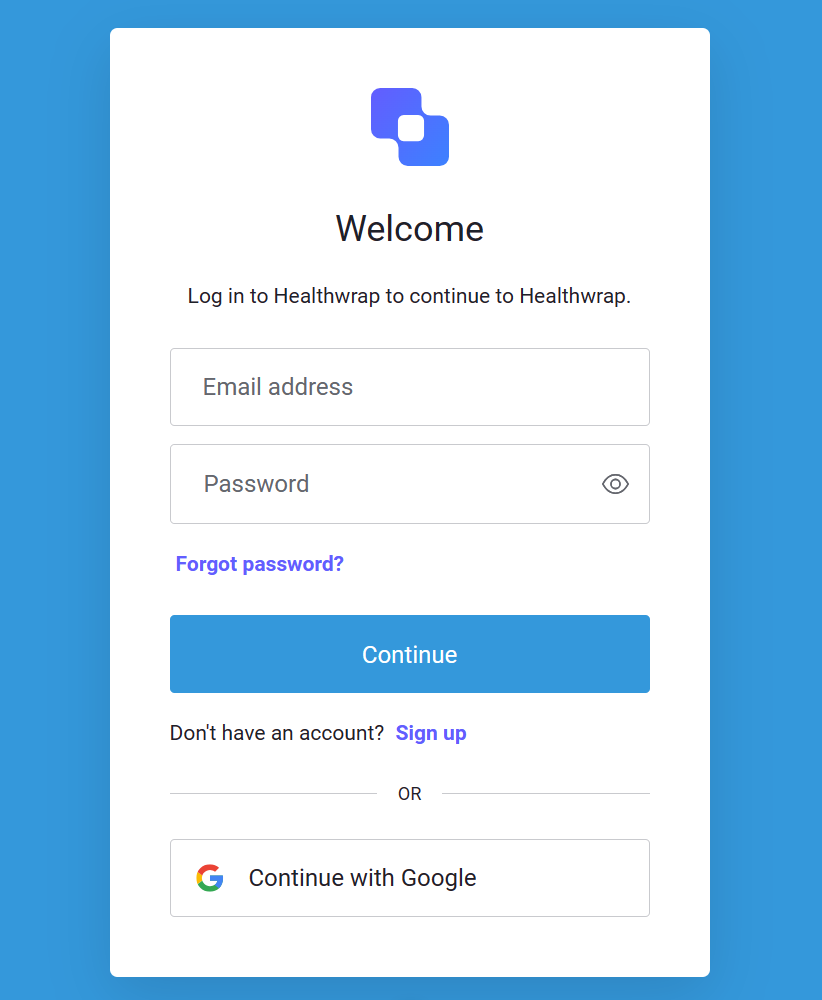 Welcome
Log in to Healthwrap to continue to Healthwrap.
Email address
Password
Forgot password?
Continue
Don't have an account? Sign up
OR
Continue with Google